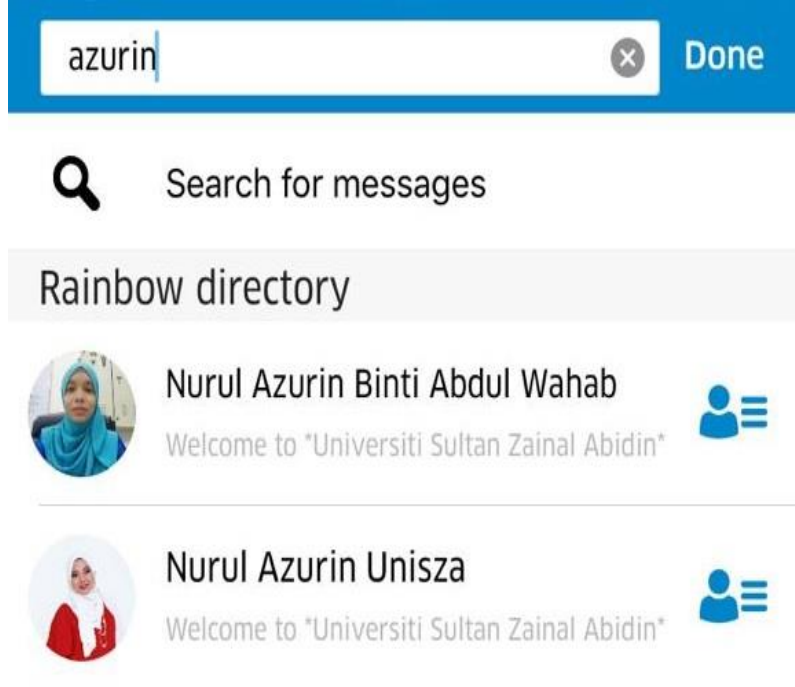 azurin
Done
Search for messages
Rainbow directory
Nurul Azurin Binti Abdul Wahab
Welcome to "Universiti Sultan Zainal Abidin"
Nurul Azurin Unisza
Welcome to "Universiti Sultan Zainal Abidin"